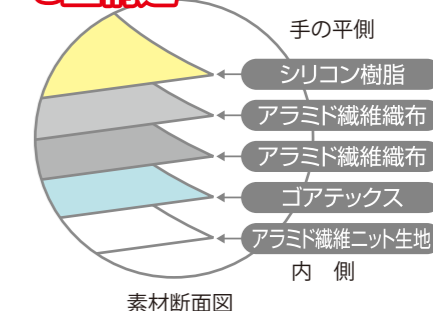 手の平側
シリコン樹脂
アラミド繊維織布
アラミド繊維織布
ゴアテックス
アラミド繊維ニット生地
内 側
素材断面図